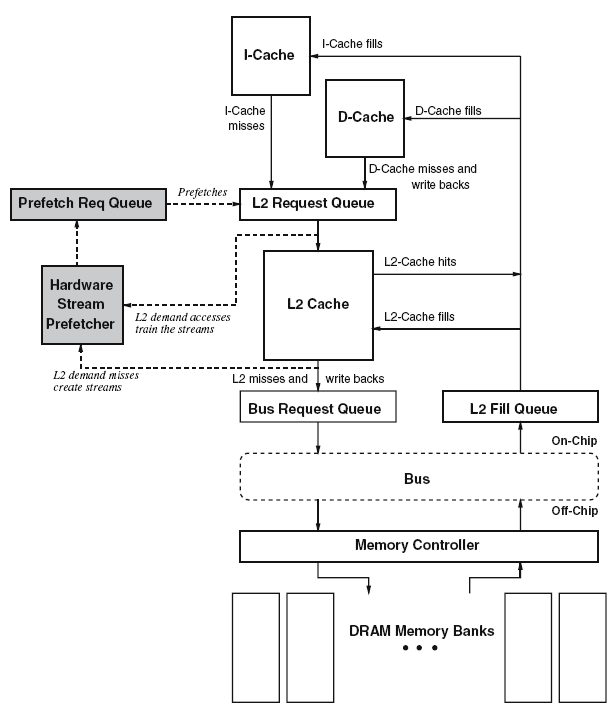 I-Cache fills
I-Cache
I-Cache
misses
D-Cache
D-Cache fills
D-Cache misses and
write backs
Prefetch Req Queue
Prefetches
L2 Request Queue
L2-Cache hits
Hardware
Stream
Prefetcher
L2 Cache
L2 demand accesses
train the streams
L2-Cache fills
L2 demand misses
create streams
L2 misses and write backs
Bus Request Queue
L2 Fill Queue
On-Chip
Bus
Off-Chip
Memory Controller
DRAM Memory Banks
• • •